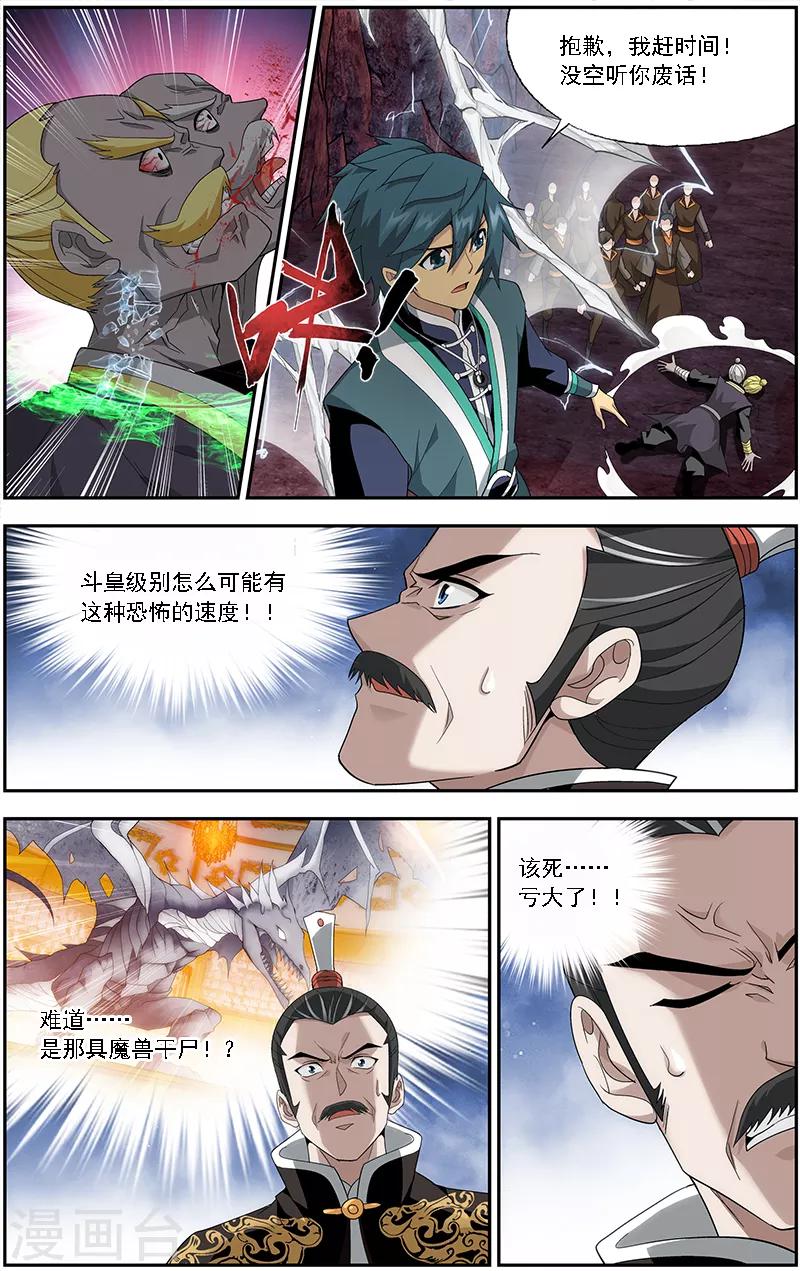 抱歉，我赶时间！
没空听你废话！
斗皇级别怎么可能有
这种恐怖的速度！！
难道……
是那具魔兽干尸！？
该死……
亏大了！！
漫画台